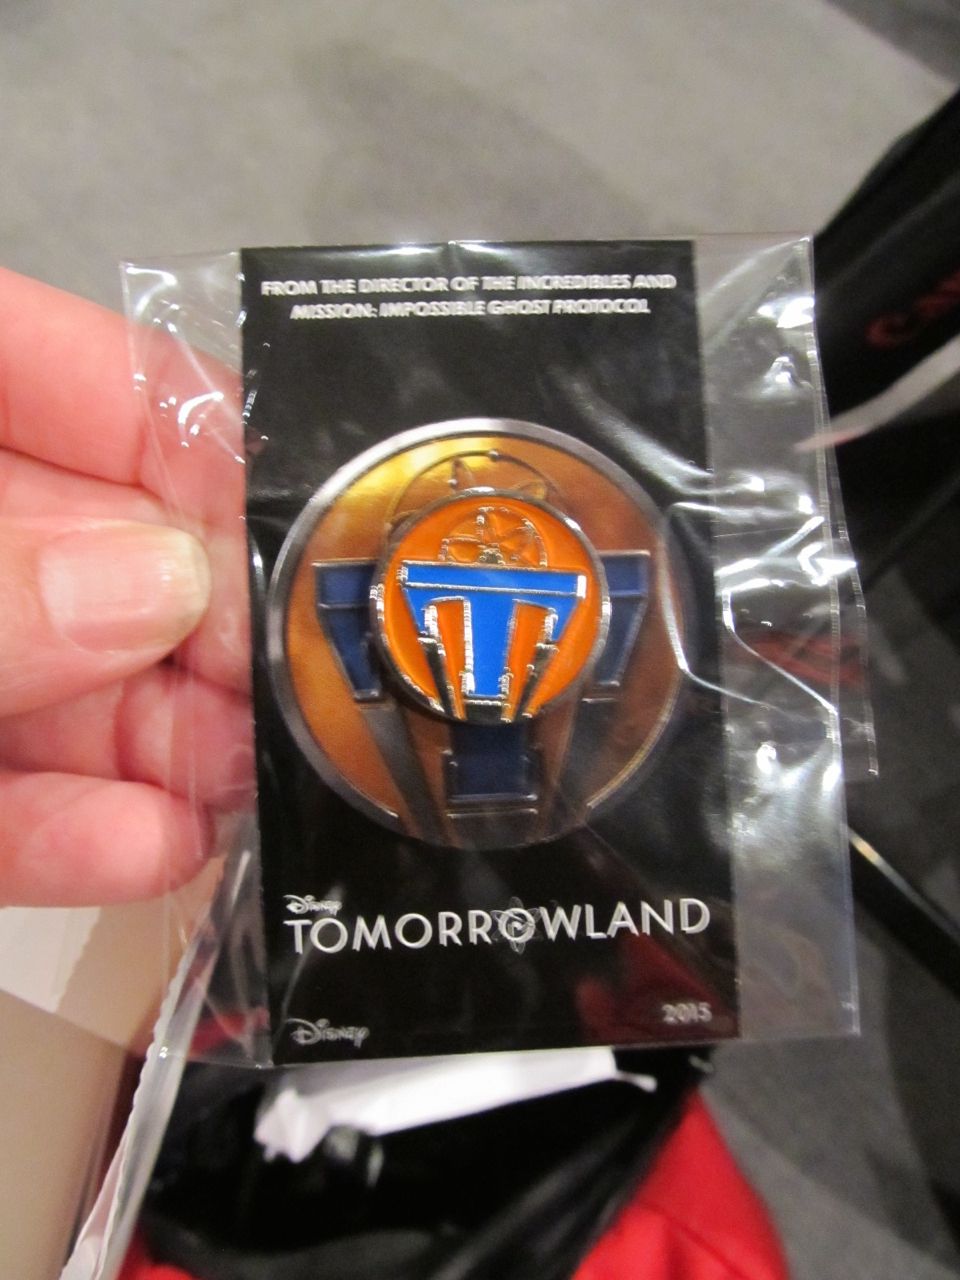 FROM THE DIRECTOR OF THE INCREDIBLES AND
MISSION: IMPOSSIBLE GHOST PROTOCOL
T
Disney
TOMORROWLAND
Disney
2015